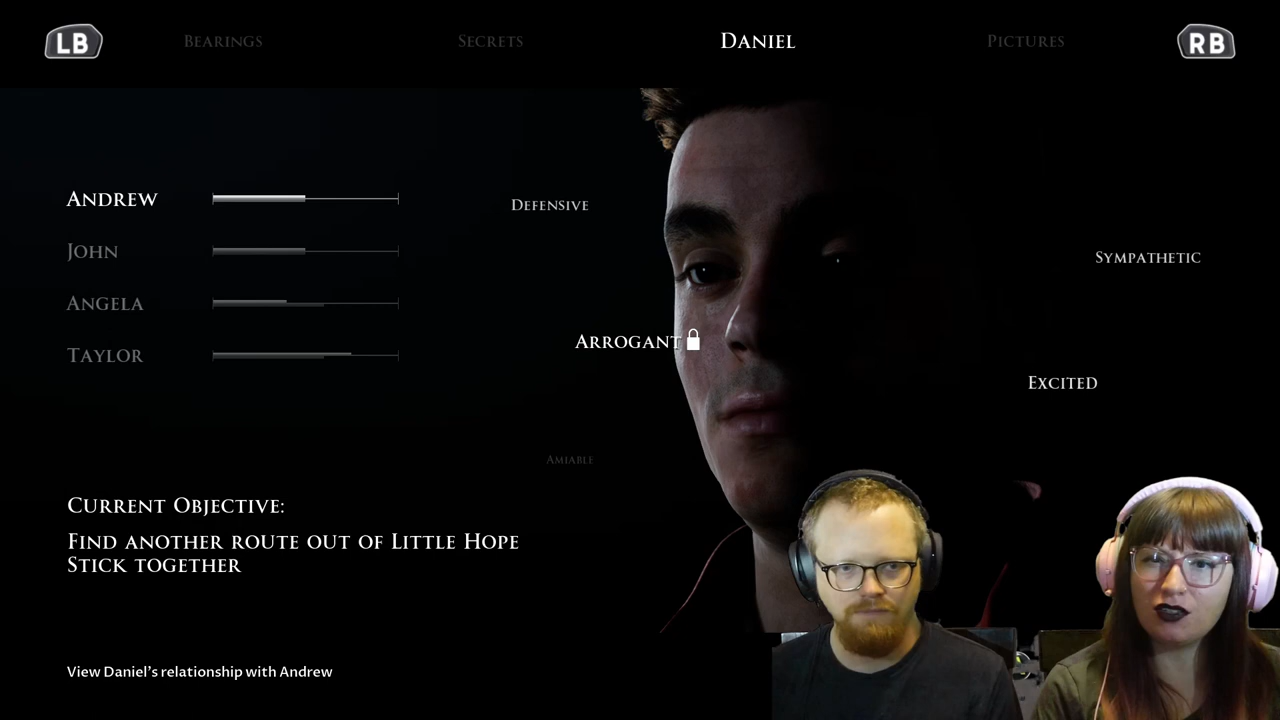 LB
Bearings
Secrets
Daniel
Pictures
RB
Andrew
Defensive
John
Sympathetic
Angela
Arrogant
Taylor
Excited
Amiable
Current Objective:
Find another route out of Little Hope
Stick together
View Daniel's relationship with Andrew